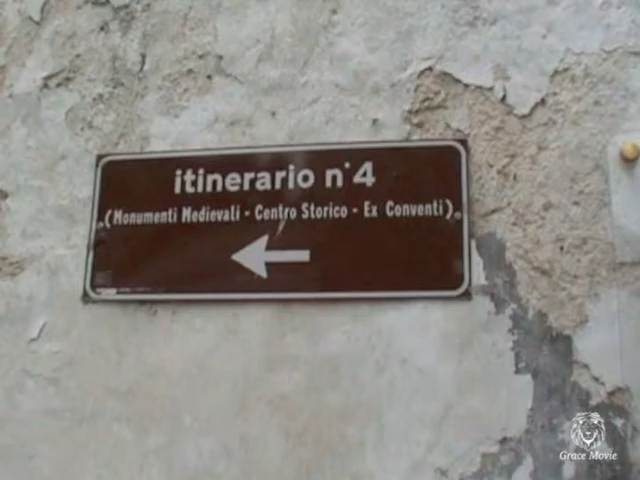 itinerario n°4
(Monumenti Medievali - Centro Storico - Ex Conventi)
Grace Movie